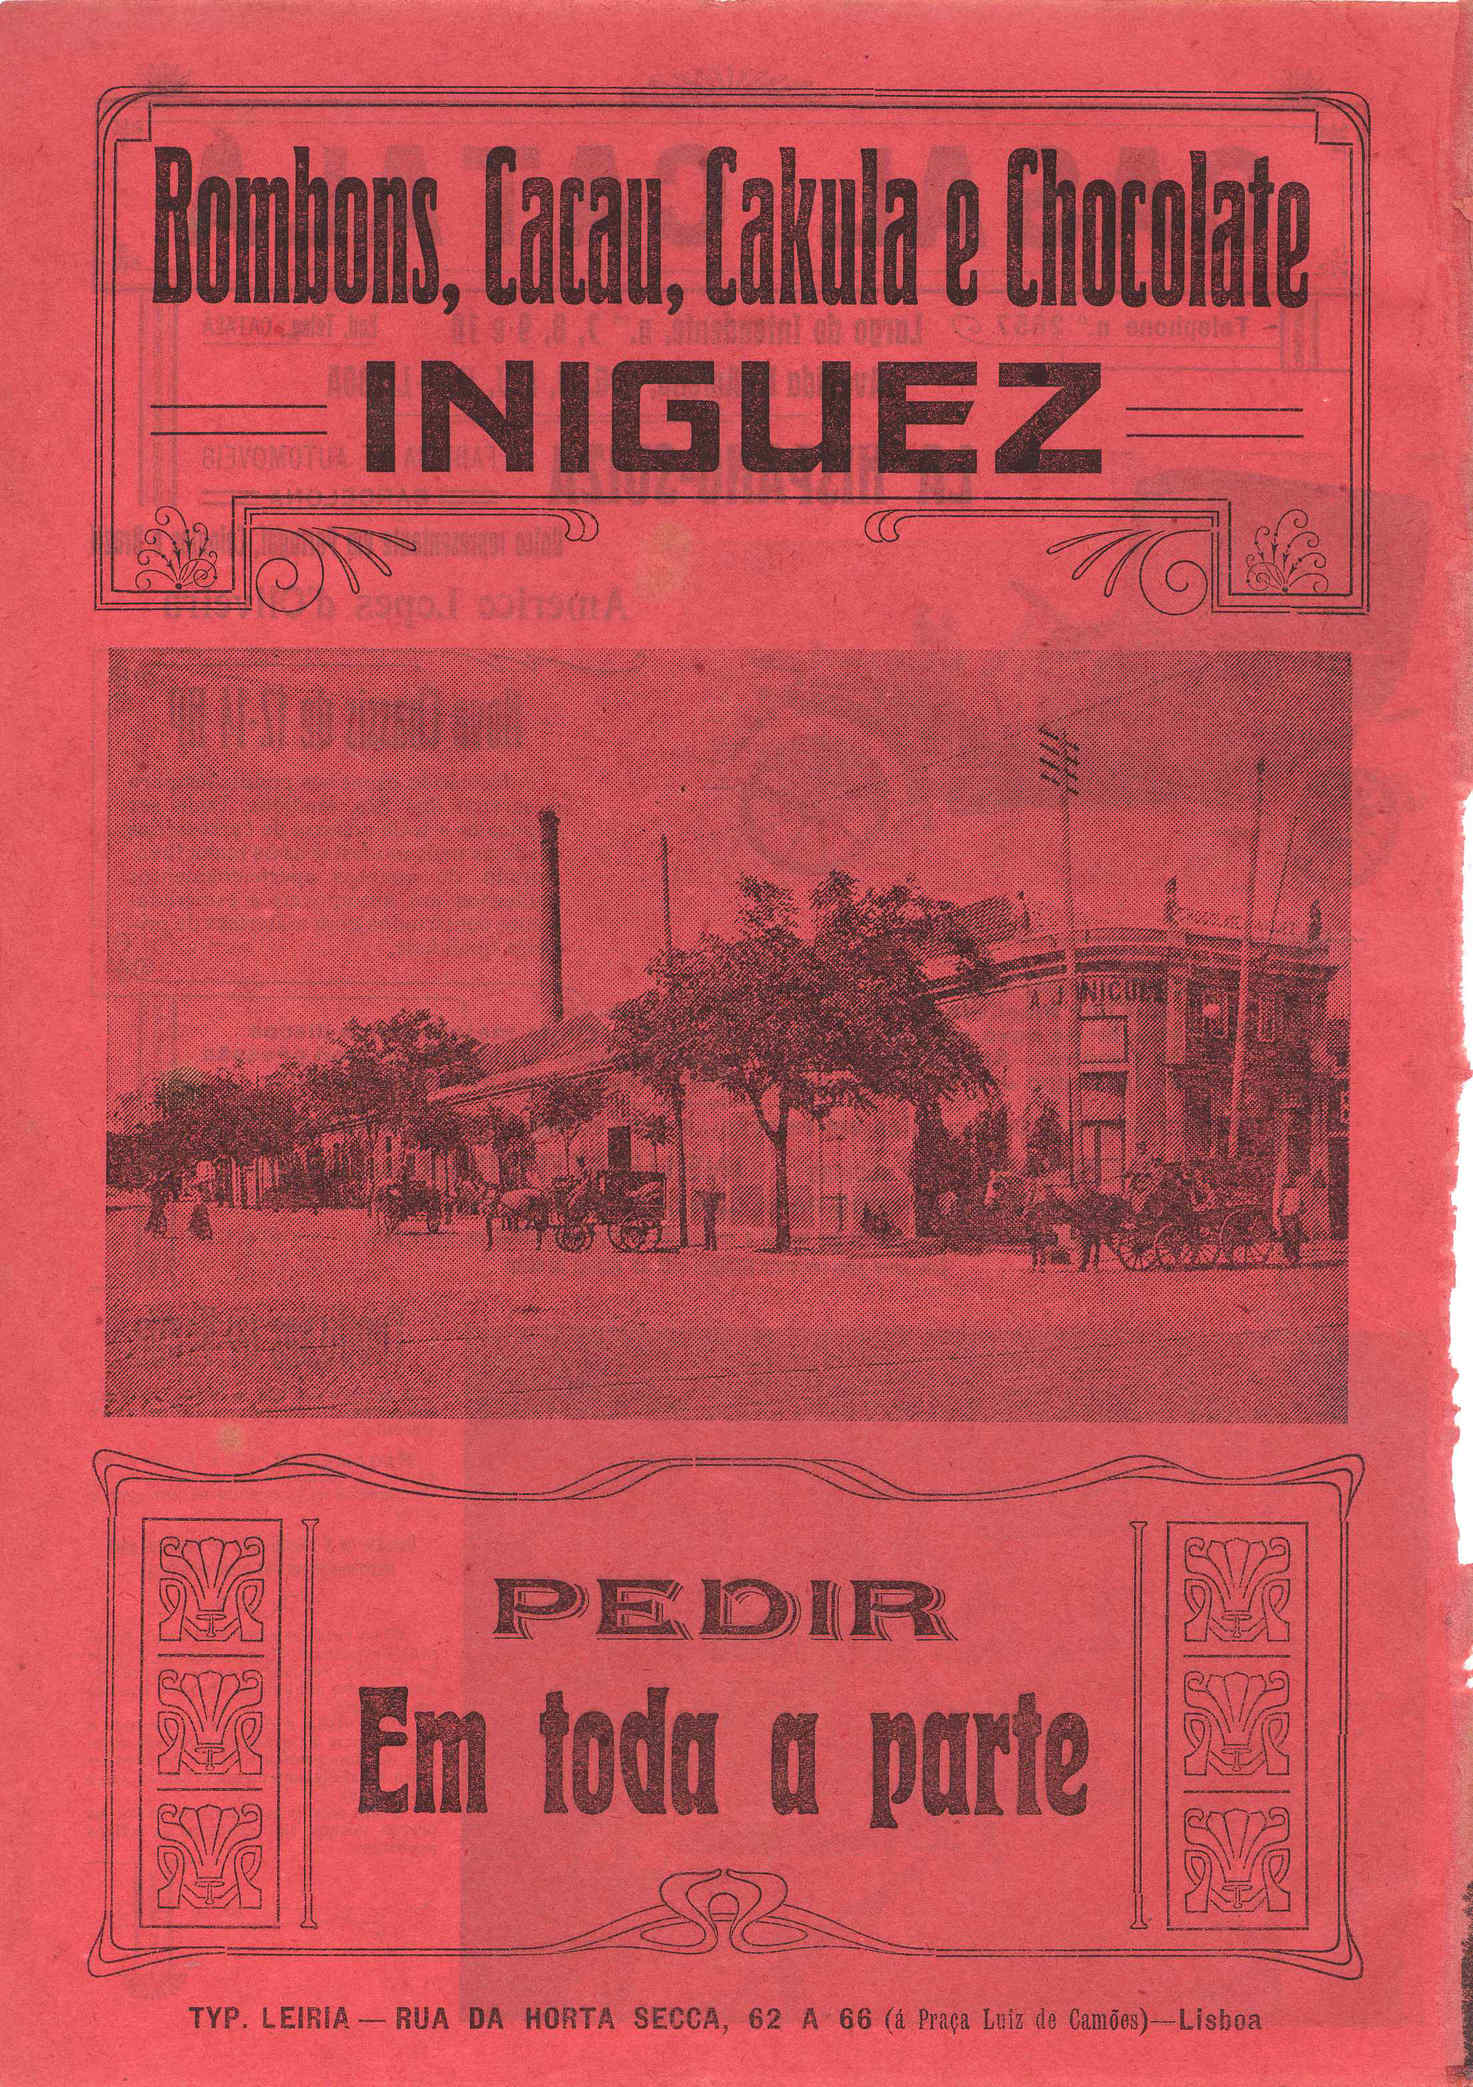 Bombons, Cacau, Cakula e Chocolate
INIGUEZ
A. J. INIGUEZ
PEDIR
Em toda a parte
TYP. LEIRIA — RUA DA HORTA SECCA, 62 A 66 (á Praça Luiz de Camões)—Lisboa